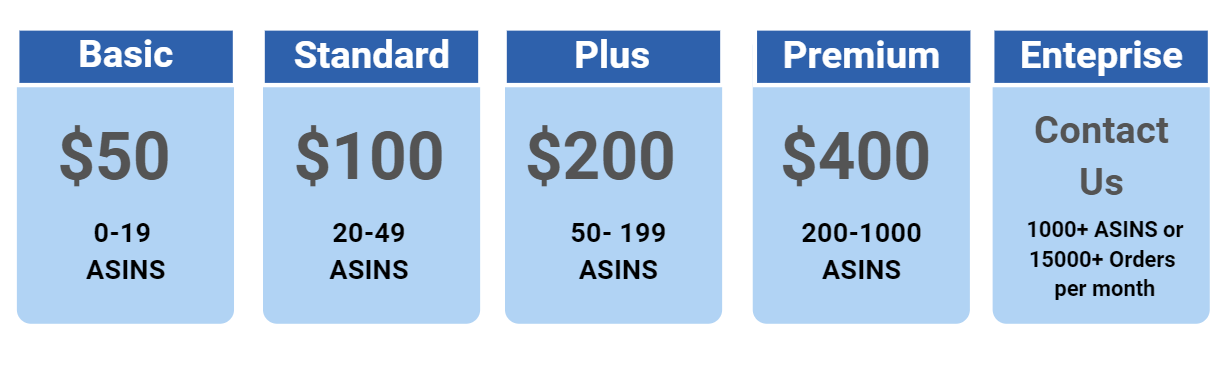 Basic
$50
0-19
ASINS
Standard
$100
20-49
ASINS
Plus
$200
50- 199
ASINS
Premium
$400
200-1000
ASINS
Enteprise
Contact
Us
1000+ ASINS or
15000+ Orders
per month